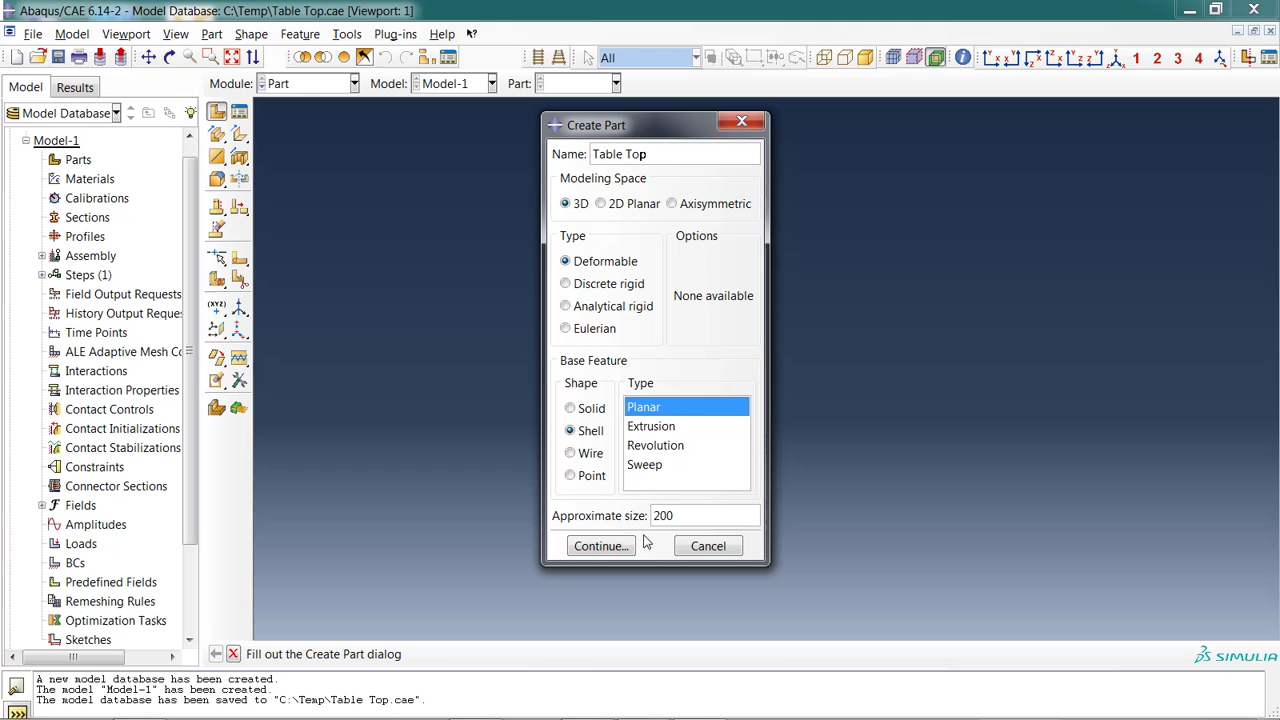 Abaqus/CAE 6.14-2 - Model Database: C:\Temp\Table Top.cae [Viewport: 1]
File Model Viewport View Part Shape Feature Tools Plug-ins Help
All
1 2 3 4
Model Results
Module: Part Model: Model-1 Part:
Model Database
Model-1
Parts
Materials
Calibrations
Sections
Profiles
Assembly
Steps (1)
Field Output Requests
History Output Reque
Time Points
ALE Adaptive Mesh Co
Interactions
Interaction Properties
Contact Controls
Contact Initializations
Contact Stabilizations
Constraints
Connector Sections
Fields
Amplitudes
Loads
BCs
Predefined Fields
Remeshing Rules
Optimization Tasks
Sketches
(XYZ)
Create Part
Name: Table Top
Modeling Space
3D 2D Planar Axisymmetric
Type
Deformable
Discrete rigid
Analytical rigid
Eulerian
Options
None available
Base Feature
Shape
Solid
Shell
Wire
Point
Type
Planar
Extrusion
Revolution
Sweep
Approximate size: 200
Continue... Cancel
Fill out the Create Part dialog
SIMULIA
A new model database has been created.
The model "Model-1" has been created.
The model database has been saved to "C:\Temp\Table Top.cae".
>>>